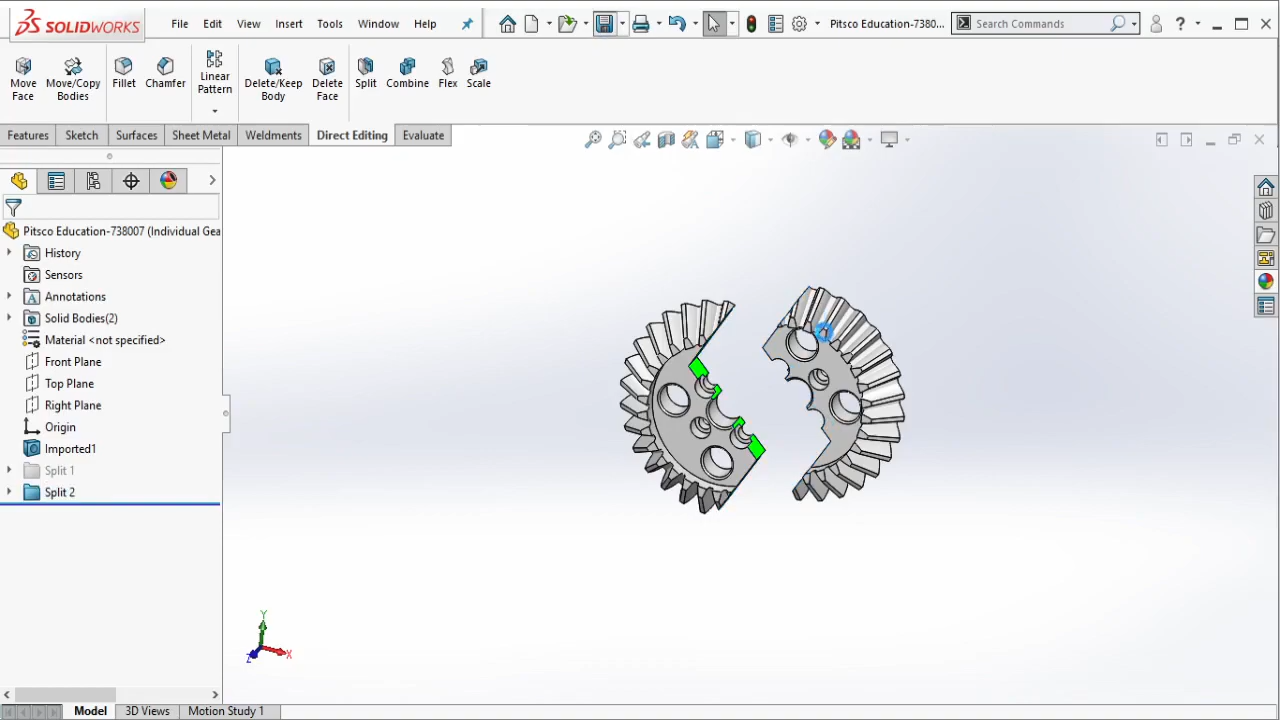 SOLIDWORKS
File Edit View Insert Tools Window Help
Pitsco Education-7380...
Search Commands
Move Face
Move/Copy Bodies
Fillet
Chamfer
Linear Pattern
Delete/Keep Body
Delete Face
Split
Combine
Flex
Scale
Features Sketch Surfaces Sheet Metal Weldments Direct Editing Evaluate
Pitsco Education-738007 (Individual Gea
History
Sensors
Annotations
Solid Bodies(2)
Material <not specified>
Front Plane
Top Plane
Right Plane
Origin
Imported1
Split 1
Split 2
Y
Z
X
Model 3D Views Motion Study 1